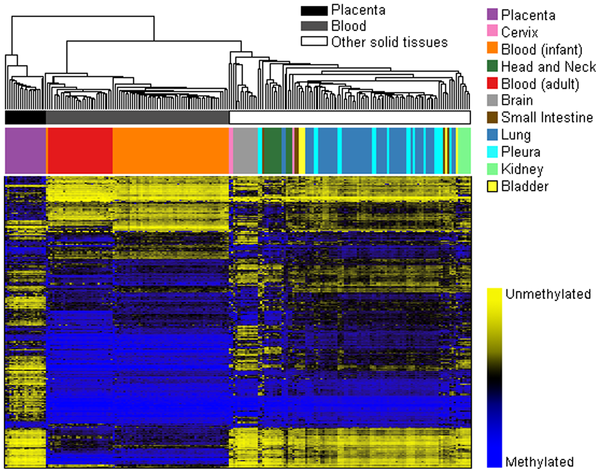 Placenta
Blood
Other solid tissues
Placenta
Cervix
Blood (infant)
Head and Neck
Blood (adult)
Brain
Small Intestine
Lung
Pleura
Kidney
Bladder
Unmethylated
Methylated